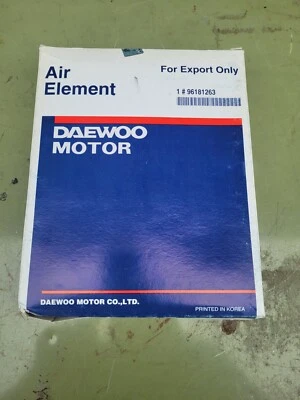 Air
Element
For Export Only
1 # 96181263
DAEWOO
MOTOR
DAEWOO MOTOR CO.,LTD.
PRINTED IN KOREA